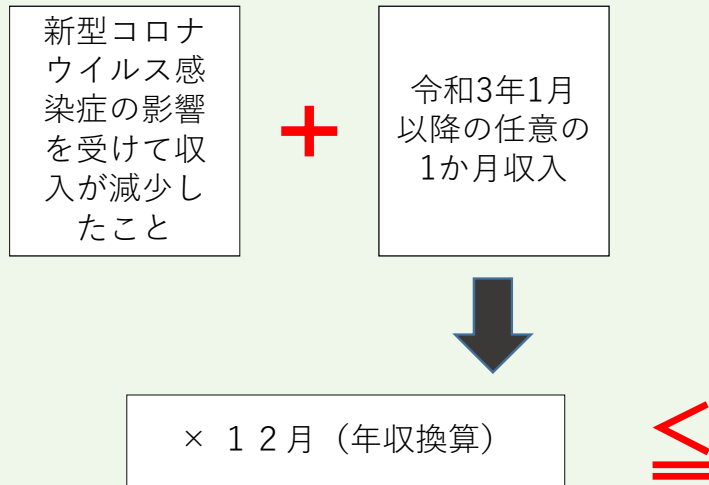 新型コロナ
ウイルス感
染症の影響
を受けて収
入が減少し
たこと
+
令和3年1月
以降の任意の
1か月収入
× １２月（年収換算）
≦